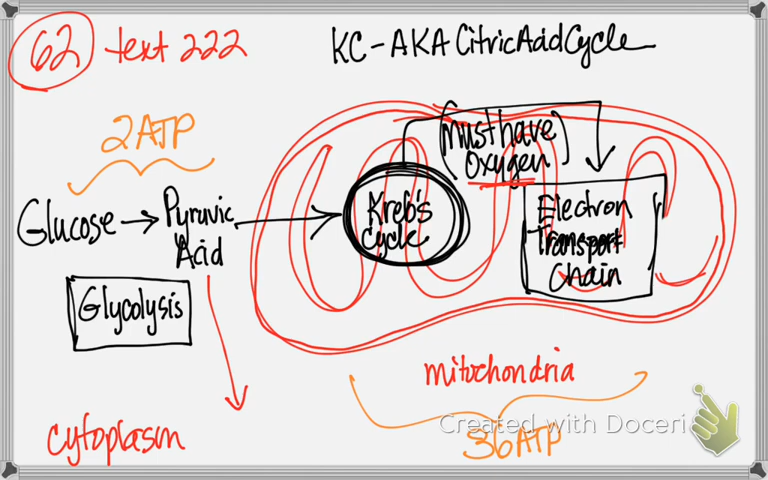 62 text 222
KC-AKA Citric Acid Cycle
2ATP
(Must have
Oxygen)
Glucose → Pyruvic
Acid
Kreb's
Cycle
Electron
Transport
Chain
Glycolysis
mitochondria
cytoplasm
36ATP
Created with Doceri